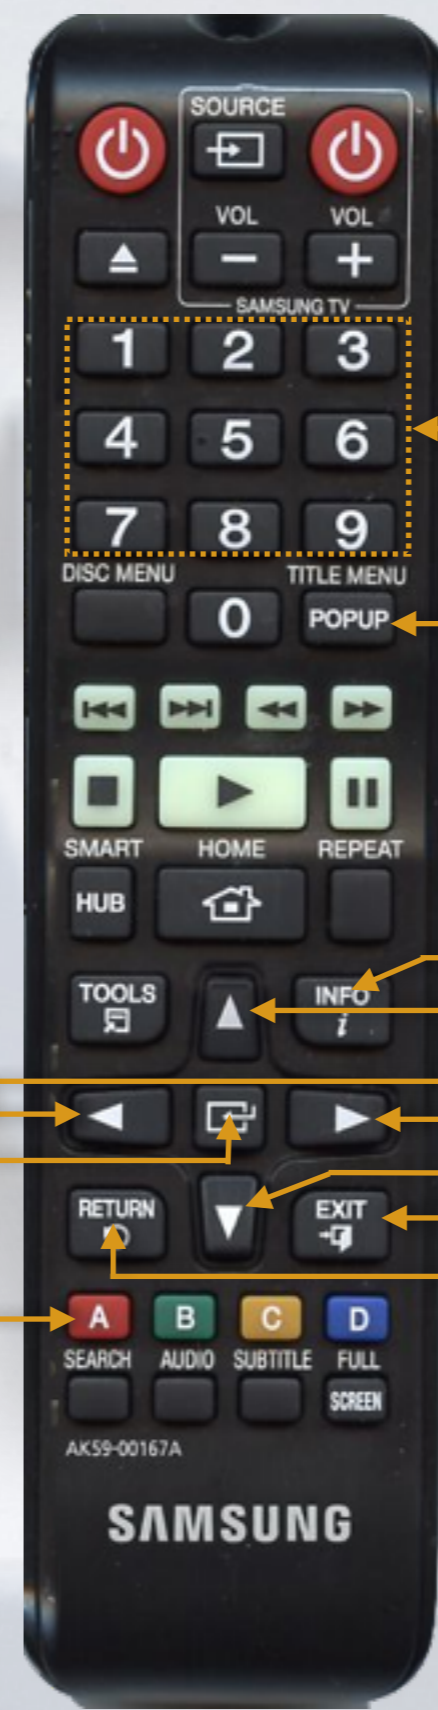 SOURCE
VOL VOL
− +
SAMSUNG TV
1 2 3
4 5 6
7 8 9
DISC MENU TITLE MENU
0 POPUP
SMART HOME REPEAT
HUB
TOOLS INFO
i
RETURN EXIT
A B C D
SEARCH AUDIO SUBTITLE FULL
SCREEN
AK59-00167A
SAMSUNG